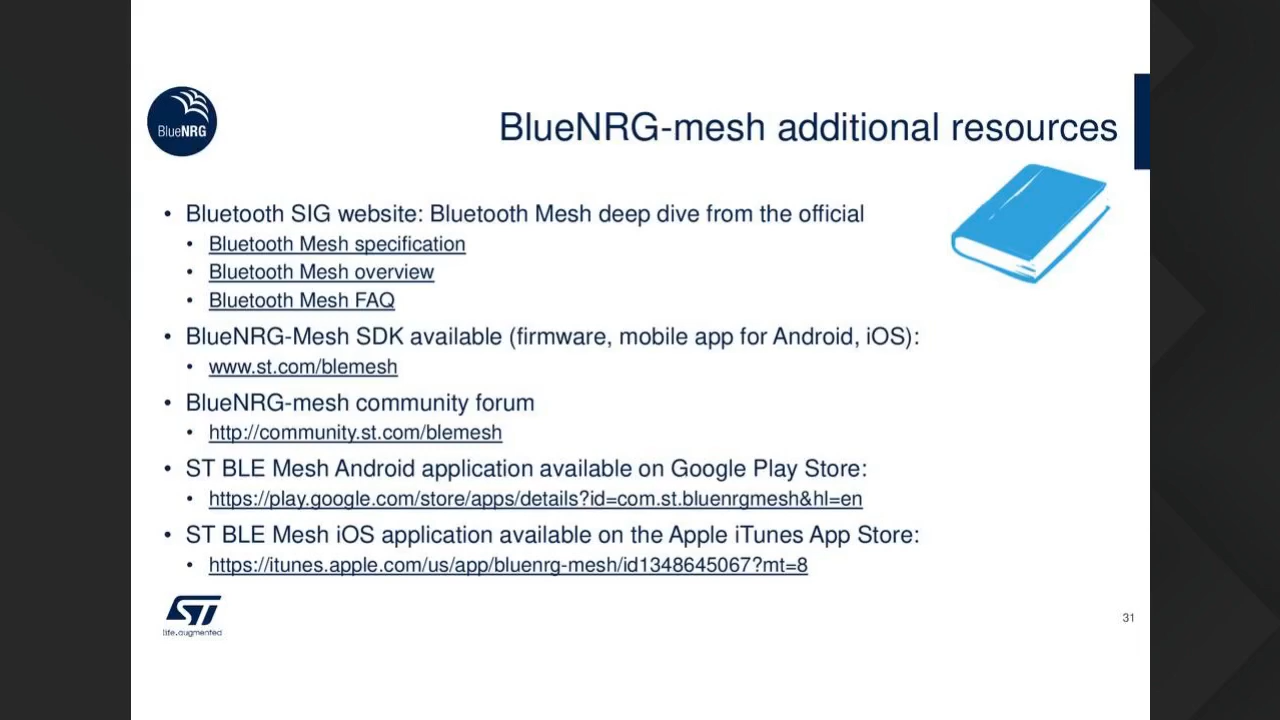 BlueNRG
BlueNRG-mesh additional resources
• Bluetooth SIG website: Bluetooth Mesh deep dive from the official
• Bluetooth Mesh specification
• Bluetooth Mesh overview
• Bluetooth Mesh FAQ
• BlueNRG-Mesh SDK available (firmware, mobile app for Android, iOS):
• www.st.com/blemesh
• BlueNRG-mesh community forum
• http://community.st.com/blemesh
• ST BLE Mesh Android application available on Google Play Store:
• https://play.google.com/store/apps/details?id=com.st.bluenrgmesh&hl=en
• ST BLE Mesh iOS application available on the Apple iTunes App Store:
• https://itunes.apple.com/us/app/bluenrg-mesh/id1348645067?mt=8
ST
life.augmented
31